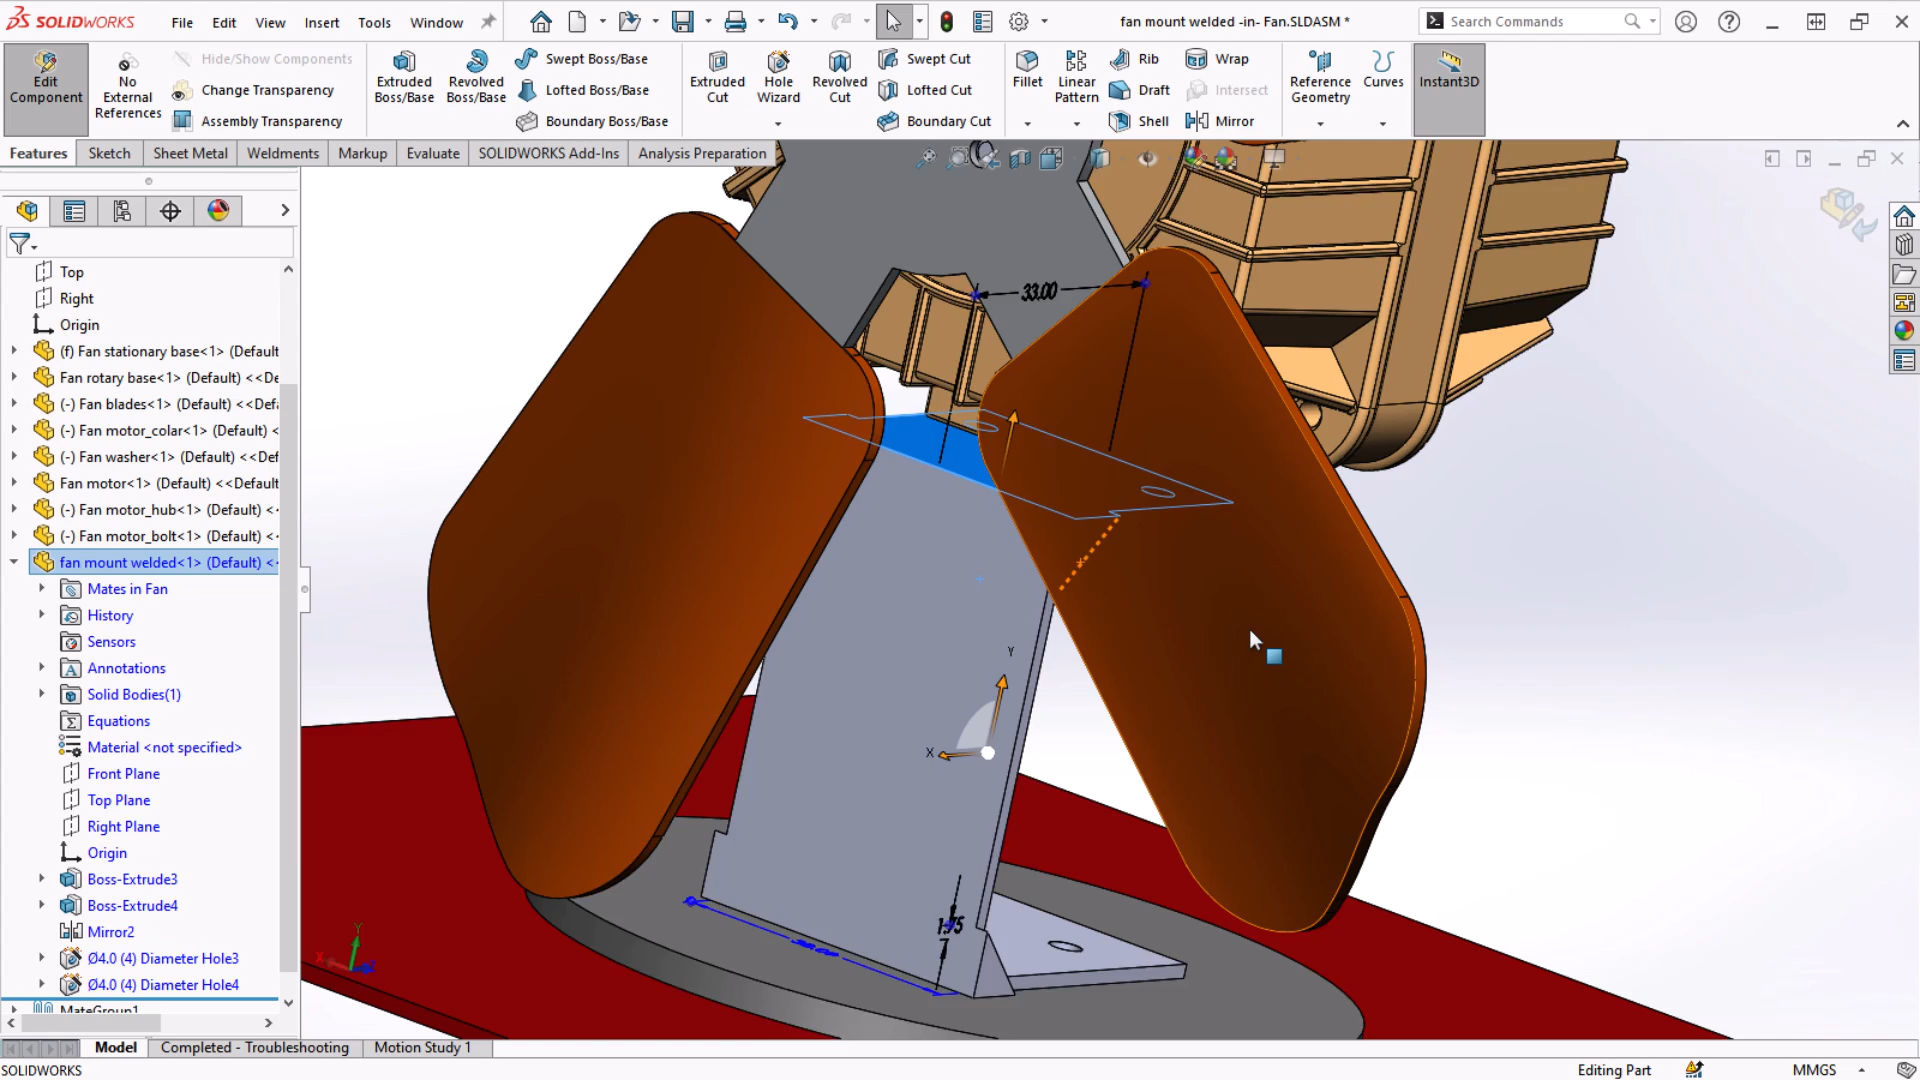 SOLIDWORKS
File Edit View Insert Tools Window
fan mount welded -in- Fan.SLDASM *
Search Commands
Edit Component
No External References
Hide/Show Components
Change Transparency
Assembly Transparency
Extruded Boss/Base
Revolved Boss/Base
Swept Boss/Base
Lofted Boss/Base
Boundary Boss/Base
Extruded Cut
Hole Wizard
Revolved Cut
Swept Cut
Lofted Cut
Boundary Cut
Fillet
Linear Pattern
Rib
Draft
Shell
Wrap
Intersect
Mirror
Reference Geometry
Curves
Instant3D
Features Sketch Sheet Metal Weldments Markup Evaluate SOLIDWORKS Add-Ins Analysis Preparation
Top
Right
Origin
(f) Fan stationary base<1> (Default
Fan rotary base<1> (Default) <<De
(-) Fan blades<1> (Default) <<Defa
(-) Fan motor_colar<1> (Default) <
(-) Fan washer<1> (Default) <<Def
Fan motor<1> (Default) <<Default
(-) Fan motor_hub<1> (Default) <
(-) Fan motor_bolt<1> (Default) <
fan mount welded<1> (Default) <
Mates in Fan
History
Sensors
Annotations
Solid Bodies(1)
Equations
Material <not specified>
Front Plane
Top Plane
Right Plane
Origin
Boss-Extrude3
Boss-Extrude4
Mirror2
Ø4.0 (4) Diameter Hole3
Ø4.0 (4) Diameter Hole4
MateGroup1
33.00
Y
X
1.75
Y
X
Model Completed - Troubleshooting Motion Study 1
SOLIDWORKS
Editing Part
MMGS